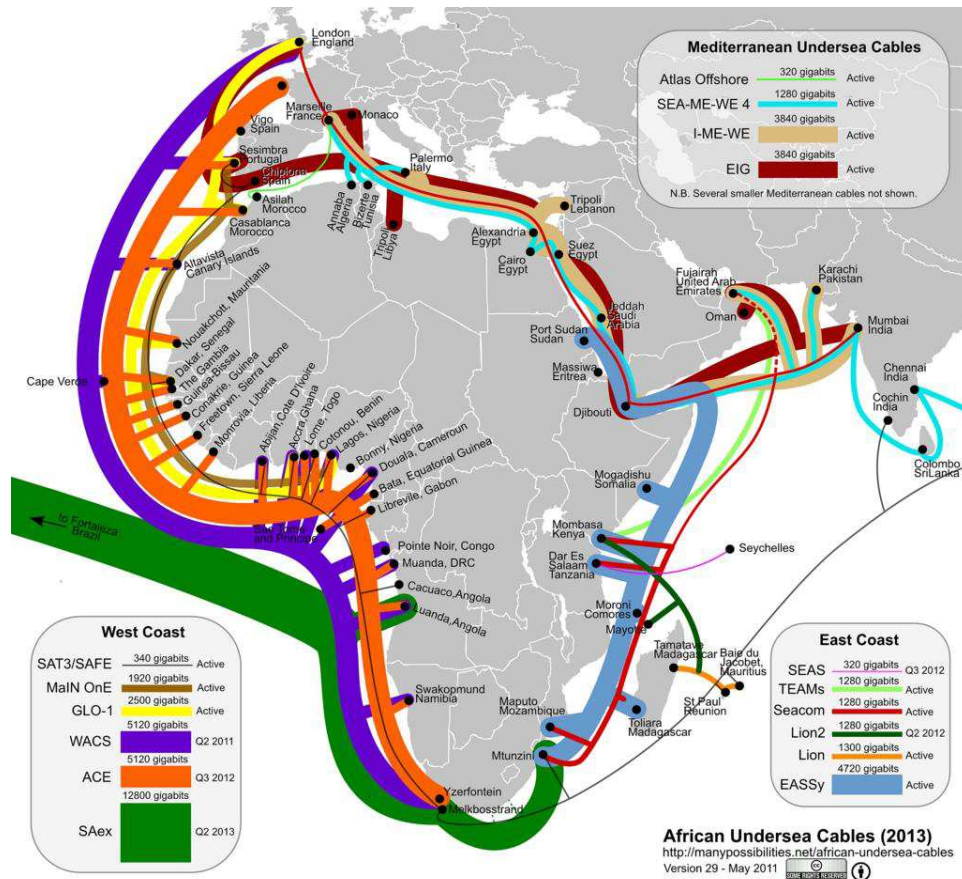 London
England
Vigo
Spain
Sesimbra
Portugal
Chipiona
Spain
Asilah
Morocco
Casablanca
Morocco
Altavista
Canary Islands
Nouakchott, Mauritania
Dakar, Senegal
The Gambia
Guinea-Bissau
Conakrie, Guinea
Freetown, Sierra Leone
Monrovia, Liberia
Cape Verde
Abijan,Cote D'Ivoire
Accra,Ghana
Lome, Togo
Cotonou, Benin
Lagos, Nigeria
Bonny, Nigeria
Douala, Cameroun
Bata, Equatorial Guinea
Libreville, Gabon
and Principe
Pointe Noir, Congo
Muanda, DRC
Cacuaco,Angola
Luanda,Angola
Swakopmund
Namibia
Yzerfontein
Melkbosstrand
to Fortaleza
Brazil
Marseille
France
Monaco
Palermo
Italy
Annaba
Algeria
Bizerte
Tunisia
Tripoli
Libya
Tripoli
Lebanon
Alexandria
Egypt
Cairo
Egypt
Suez
Egypt
Jeddah
Saudi
Arabia
Port Sudan
Sudan
Massiwa
Eritrea
Djibouti
Fujairah
United Arab
Emirates
Oman
Karachi
Pakistan
Mumbai
India
Chennai
India
Cochin
India
Colombo
SriLanka
Mogadishu
Somalia
Mombasa
Kenya
Dar Es
Salaam
Tanzania
Seychelles
Moroni
Comores
Mayotte
Tamatave
Madagascar
Baie du
Jacobet,
Mauritius
St Paul
Reunion
Toliara
Madagascar
Maputo
Mozambique
Mtunzini
Mediterranean Undersea Cables
Atlas Offshore 320 gigabits Active
SEA-ME-WE 4 1280 gigabits Active
I-ME-WE 3840 gigabits Active
EIG 3840 gigabits Active
N.B. Several smaller Mediterranean cables not shown.
West Coast
SAT3/SAFE 340 gigabits Active
MaIN OnE 1920 gigabits Active
GLO-1 2500 gigabits Active
WACS 5120 gigabits Q2 2011
ACE 5120 gigabits Q3 2012
SAex 12800 gigabits Q2 2013
East Coast
SEAS 320 gigabits Q3 2012
TEAMs 1280 gigabits Active
Seacom 1280 gigabits Active
Lion2 1280 gigabits Q2 2012
Lion 1300 gigabits Active
EASSy 4720 gigabits Active
African Undersea Cables (2013)
http://manypossibilities.net/african-undersea-cables
Version 29 - May 2011
cc
SOME RIGHTS RESERVED